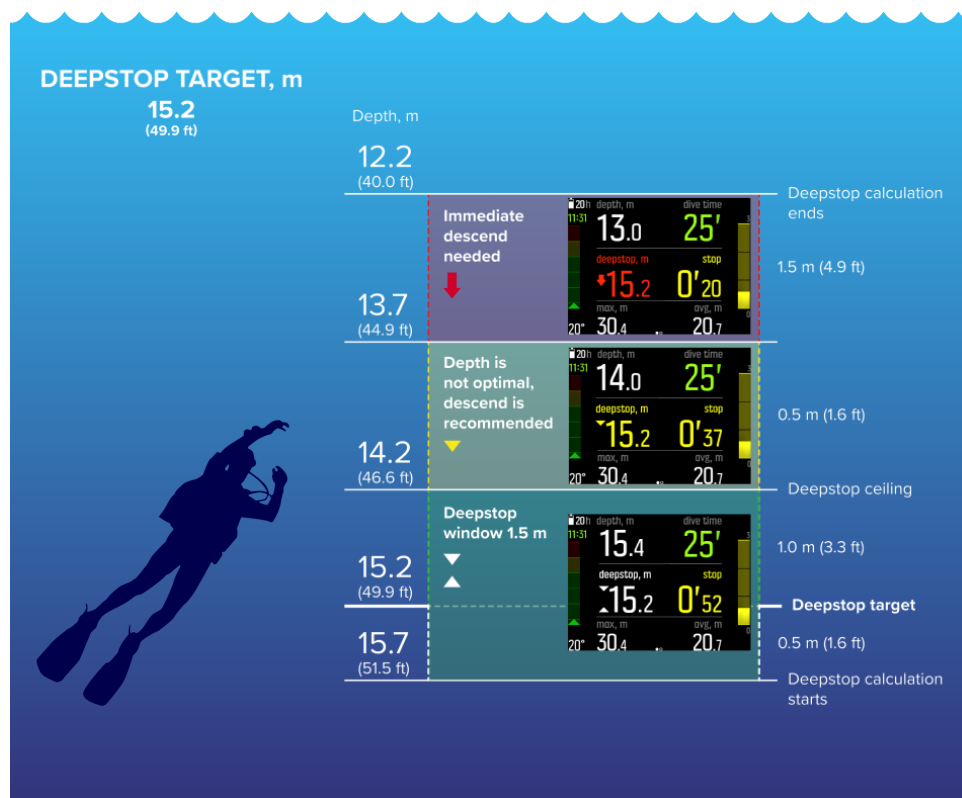 DEEPSTOP TARGET, m
15.2
(49.9 ft)
Depth, m
12.2
(40.0 ft)
Deepstop calculation
ends
Immediate
descend
needed
20h depth, m dive time
11:31
13.0 25'
deepstop, m stop
15.2 0'20
max, m avg, m
20° 30.4 20.7
3
0
1.5 m (4.9 ft)
13.7
(44.9 ft)
Depth is
not optimal,
descend is
recommended
20h depth, m dive time
11:31
14.0 25'
deepstop, m stop
15.2 0'37
max, m avg, m
20° 30.4 20.7
3
0
0.5 m (1.6 ft)
14.2
(46.6 ft)
Deepstop ceiling
Deepstop
window 1.5 m
20h depth, m dive time
11:31
15.4 25'
deepstop, m stop
15.2 0'52
max, m avg, m
20° 30.4 20.7
3
0
1.0 m (3.3 ft)
15.2
(49.9 ft)
Deepstop target
15.7
(51.5 ft)
0.5 m (1.6 ft)
Deepstop calculation
starts